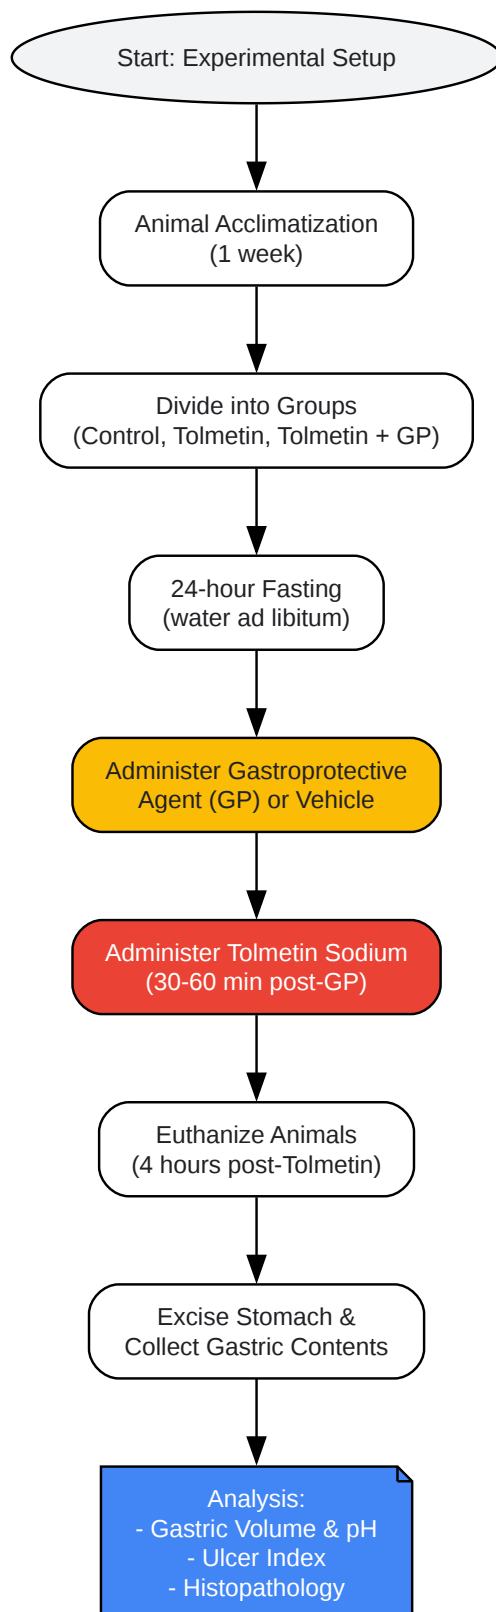 Start: Experimental Setup
Animal Acclimatization
(1 week)
Divide into Groups
(Control, Tolmetin, Tolmetin + GP)
24-hour Fasting
(water ad libitum)
Administer Gastroprotective
Agent (GP) or Vehicle
Administer Tolmetin Sodium
(30-60 min post-GP)
Euthanize Animals
(4 hours post-Tolmetin)
Excise Stomach &
Collect Gastric Contents
Analysis:
- Gastric Volume & pH
- Ulcer Index
- Histopathology